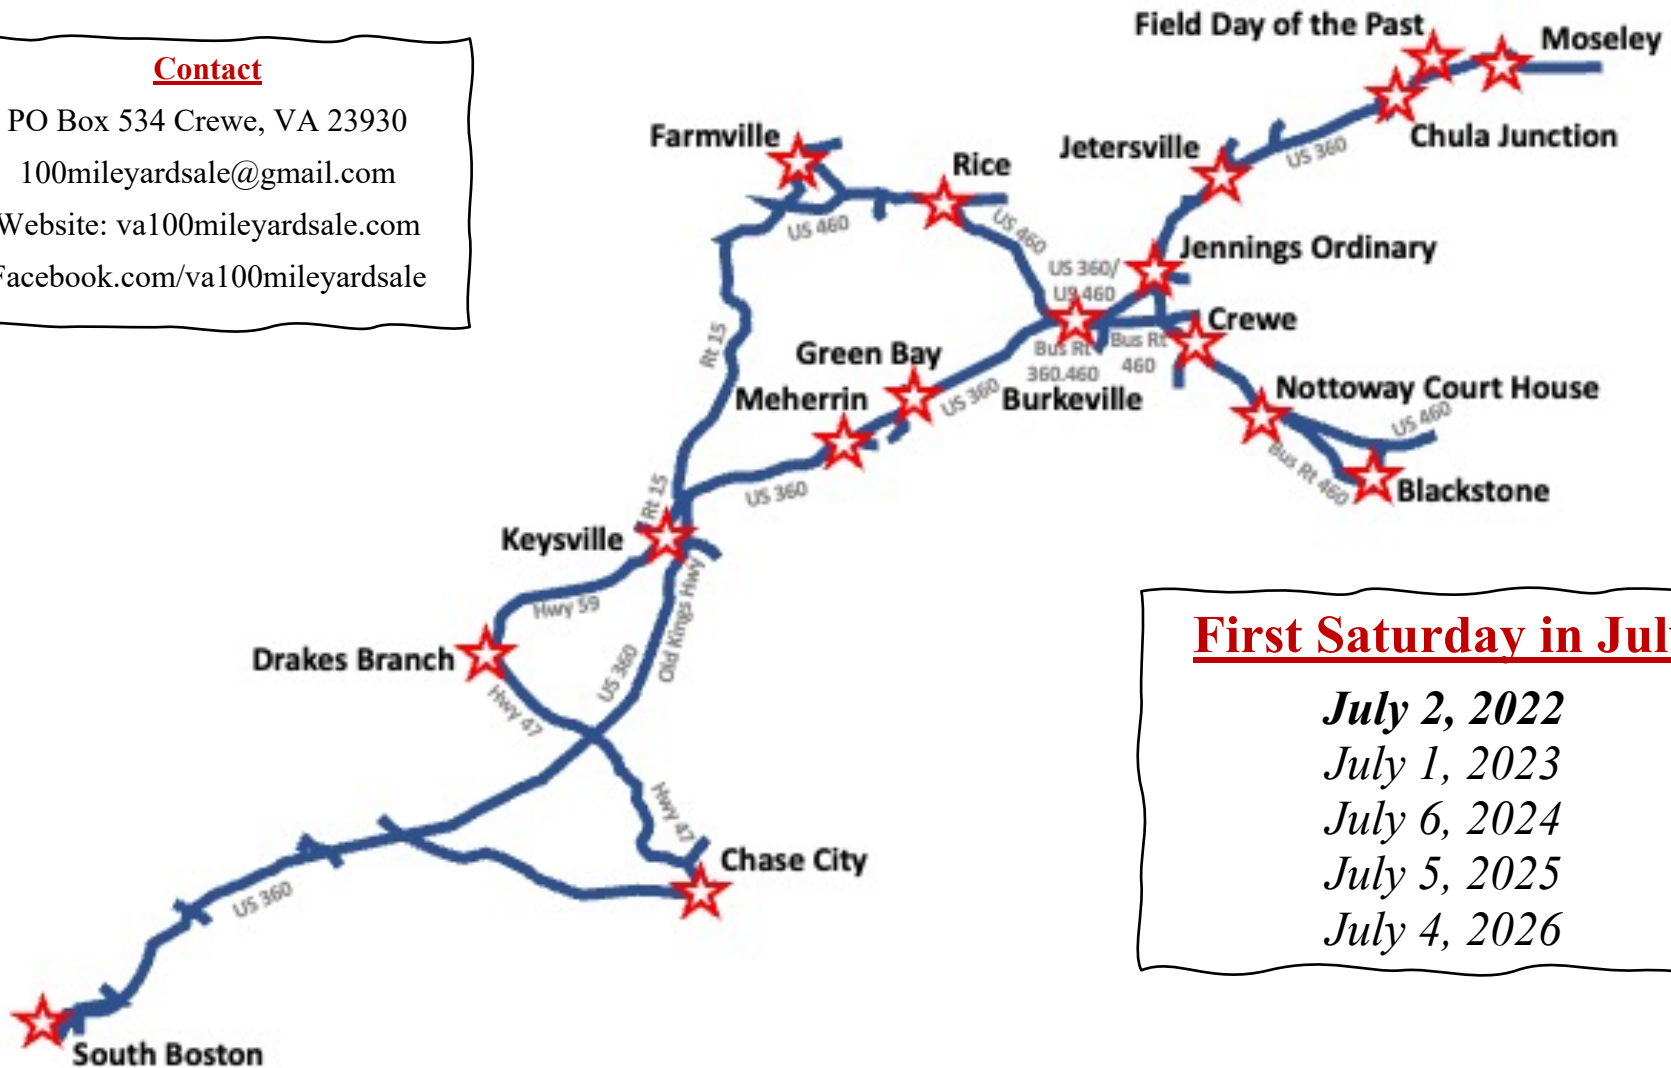 Contact
PO Box 534 Crewe, VA 23930
100mileyardsale@gmail.com
Website: va100mileyardsale.com
Facebook.com/va100mileyardsale
Field Day of the Past
Moseley
Chula Junction
Farmville
Rice
Jetersville
US 360
US 460
US 460
Jennings Ordinary
US 360/
US 460
Crewe
Rt 15
Green Bay
Bus Rt
360.460
Bus Rt
460
Meherrin
US 360
Burkeville
Nottoway Court House
US 460
Bus Rt 460
Blackstone
US 360
Rt 15
Keysville
Hwy 59
Old Kings Hwy
Drakes Branch
US 360
Hwy 47
Hwy 47
Chase City
US 360
South Boston
First Saturday in Jul
July 2, 2022
July 1, 2023
July 6, 2024
July 5, 2025
July 4, 2026